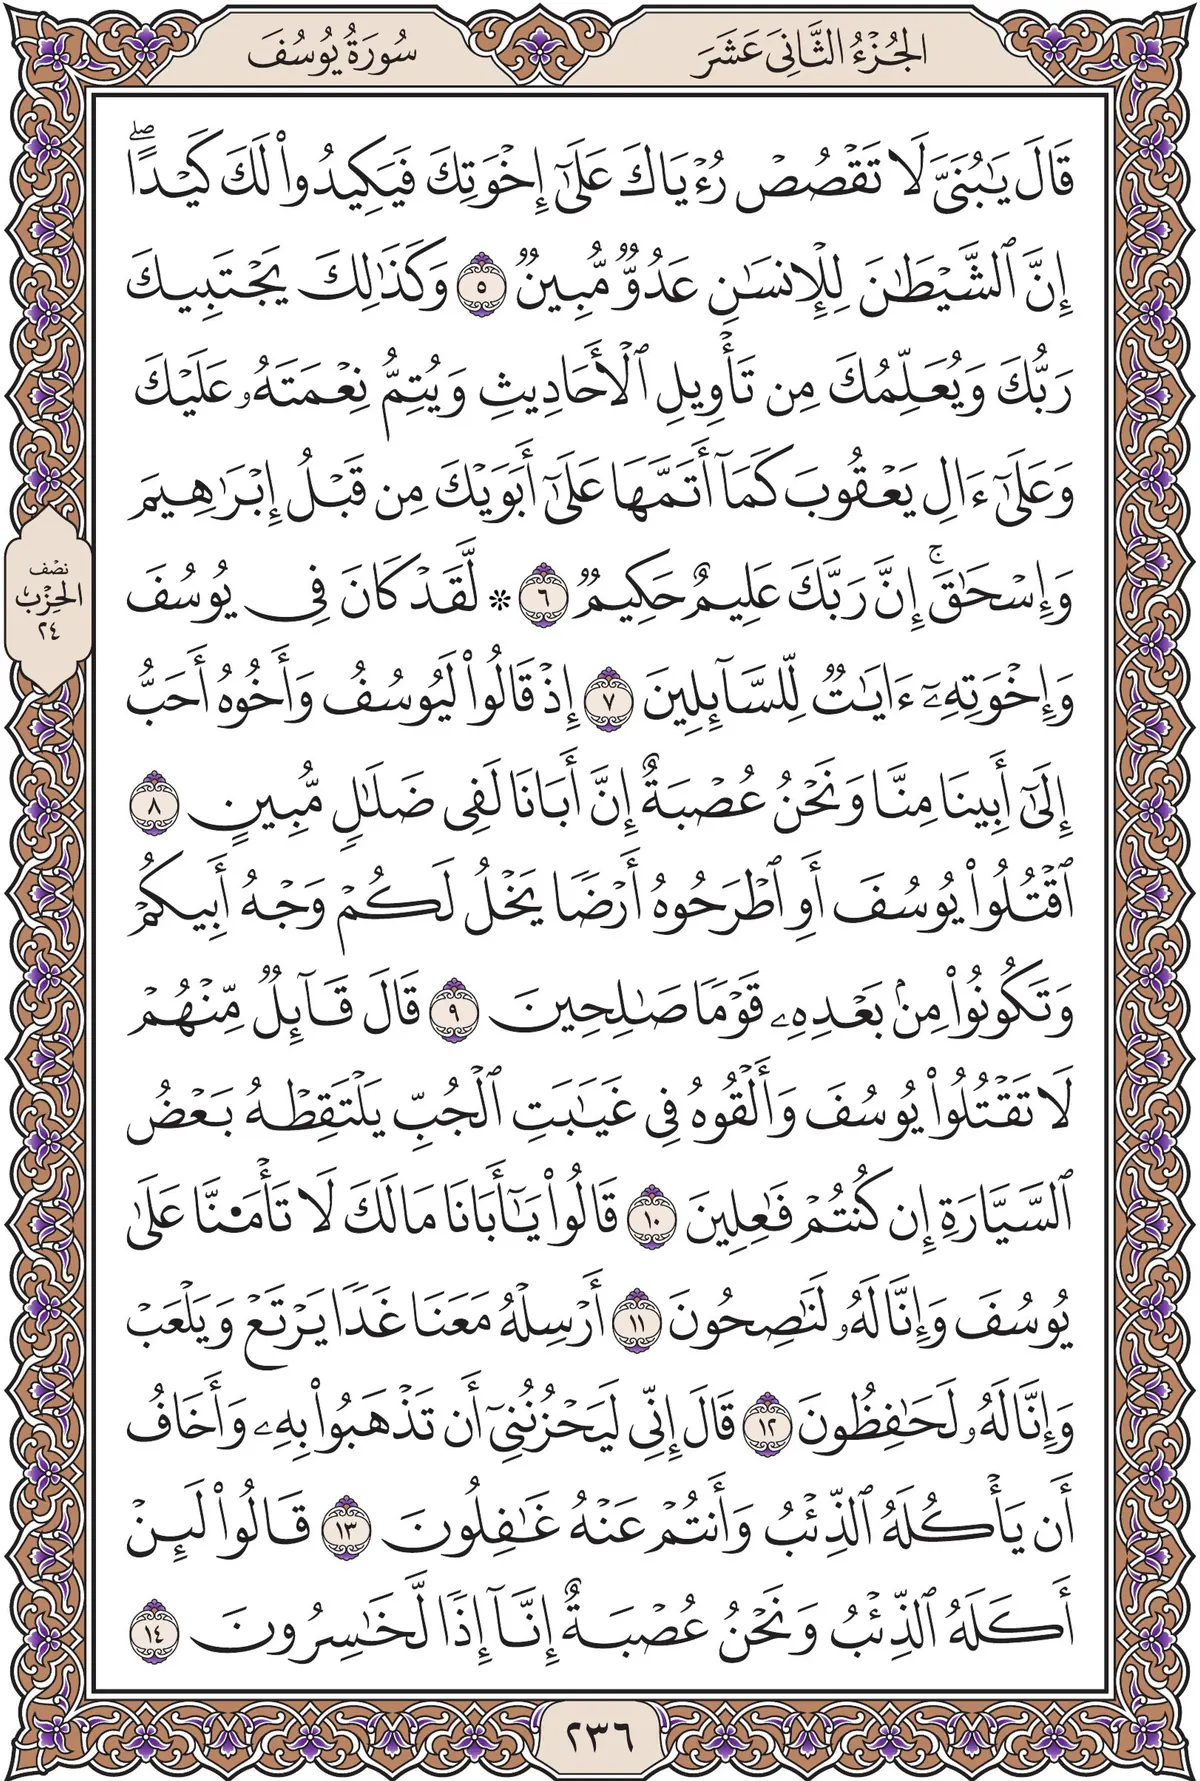 الجُزْءُ الثَّانِي عَشَرَ
سُورَةُ يُوسُفَ
قَالَ يَـٰبُنَيَّ لَا تَقْصُصْ رُءْيَاكَ عَلَىٰٓ إِخْوَتِكَ فَيَكِيدُوا۟ لَكَ كَيْدًا ۖ
إِنَّ ٱلشَّيْطَـٰنَ لِلْإِنسَـٰنِ عَدُوٌّ مُّبِينٌ ٥ وَكَذَٰلِكَ يَجْتَبِيكَ
رَبُّكَ وَيُعَلِّمُكَ مِن تَأْوِيلِ ٱلْأَحَادِيثِ وَيُتِمُّ نِعْمَتَهُۥ عَلَيْكَ
وَعَلَىٰٓ ءَالِ يَعْقُوبَ كَمَآ أَتَمَّهَا عَلَىٰٓ أَبَوَيْكَ مِن قَبْلُ إِبْرَٰهِيمَ
وَإِسْحَـٰقَ ۚ إِنَّ رَبَّكَ عَلِيمٌ حَكِيمٌ ٦ * لَّقَدْ كَانَ فِى يُوسُفَ
وَإِخْوَتِهِۦٓ ءَايَـٰتٌ لِّلسَّآئِلِينَ ٧ إِذْ قَالُوا۟ لَيُوسُفُ وَأَخُوهُ أَحَبُّ
إِلَىٰٓ أَبِينَا مِنَّا وَنَحْنُ عُصْبَةٌ إِنَّ أَبَانَا لَفِى ضَلَـٰلٍ مُّبِينٍ ٨
ٱقْتُلُوا۟ يُوسُفَ أَوِ ٱطْرَحُوهُ أَرْضًا يَخْلُ لَكُمْ وَجْهُ أَبِيكُمْ
وَتَكُونُوا۟ مِنۢ بَعْدِهِۦ قَوْمًا صَـٰلِحِينَ ٩ قَالَ قَآئِلٌ مِّنْهُمْ
لَا تَقْتُلُوا۟ يُوسُفَ وَأَلْقُوهُ فِى غَيَـٰبَتِ ٱلْجُبِّ يَلْتَقِطْهُ بَعْضُ
ٱلسَّيَّارَةِ إِن كُنتُمْ فَـٰعِلِينَ ١٠ قَالُوا۟ يَـٰٓأَبَانَا مَا لَكَ لَا تَأْمَ۫نَّا عَلَىٰ
يُوسُفَ وَإِنَّا لَهُۥ لَنَـٰصِحُونَ ١١ أَرْسِلْهُ مَعَنَا غَدًا يَرْتَعْ وَيَلْعَبْ
وَإِنَّا لَهُۥ لَحَـٰفِظُونَ ١٢ قَالَ إِنِّى لَيَحْزُنُنِىٓ أَن تَذْهَبُوا۟ بِهِۦ وَأَخَافُ
أَن يَأْكُلَهُ ٱلذِّئْبُ وَأَنتُمْ عَنْهُ غَـٰفِلُونَ ١٣ قَالُوا۟ لَئِنْ
أَكَلَهُ ٱلذِّئْبُ وَنَحْنُ عُصْبَةٌ إِنَّآ إِذًا لَّخَـٰسِرُونَ ١٤
نصف
الحِزْب
٢٤
٢٣٦